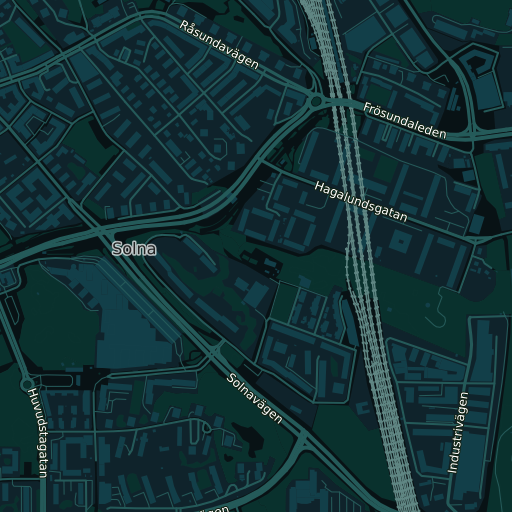 Råsundavägen
Frösundaleden
Hagalundsgatan
Solna
Solnavägen
Huvudstagatan
Industrivägen